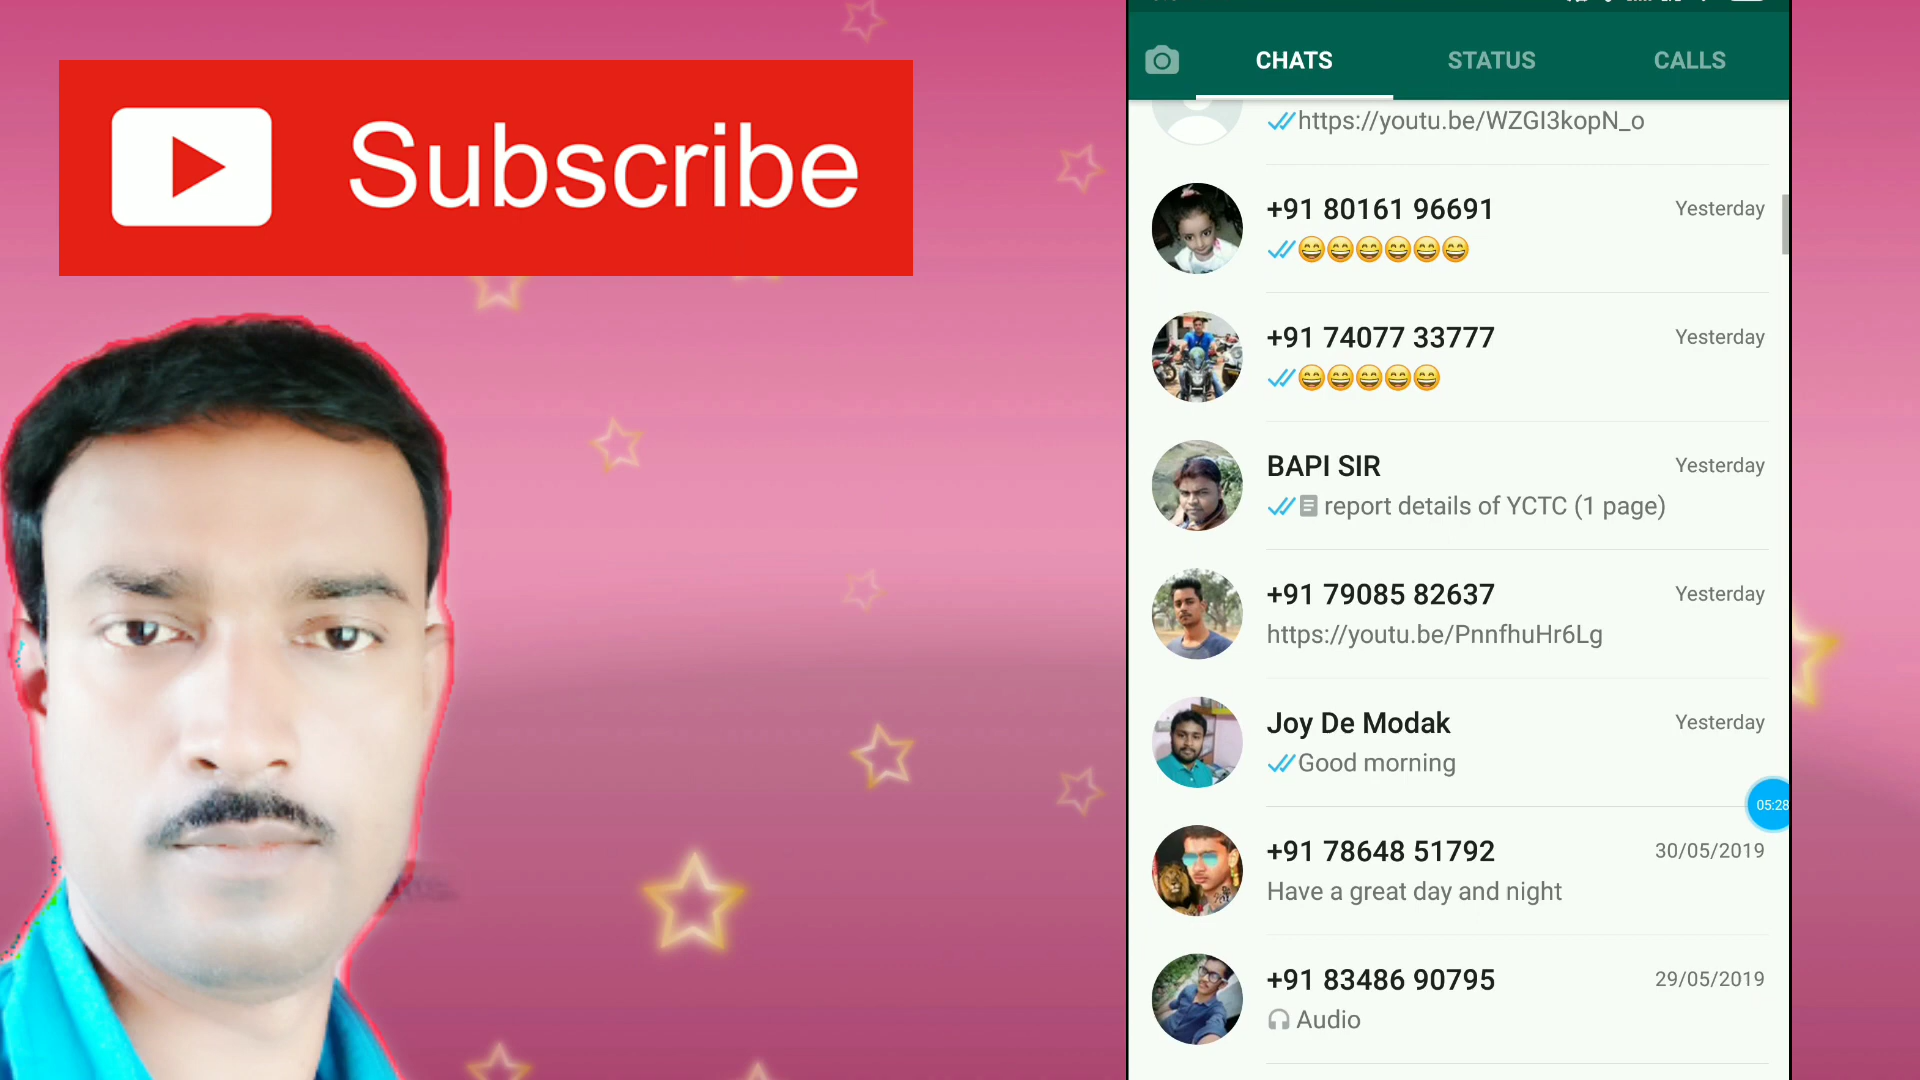 Subscribe
CHATS STATUS CALLS
https://youtu.be/WZGI3kopN_o
+91 80161 96691 Yesterday
😄😄😄😄😄😄
+91 74077 33777 Yesterday
😄😄😄😄😄
BAPI SIR Yesterday
report details of YCTC (1 page)
+91 79085 82637 Yesterday
https://youtu.be/PnnfhuHr6Lg
Joy De Modak Yesterday
Good morning
05:28
+91 78648 51792 30/05/2019
Have a great day and night
+91 83486 90795 29/05/2019
Audio